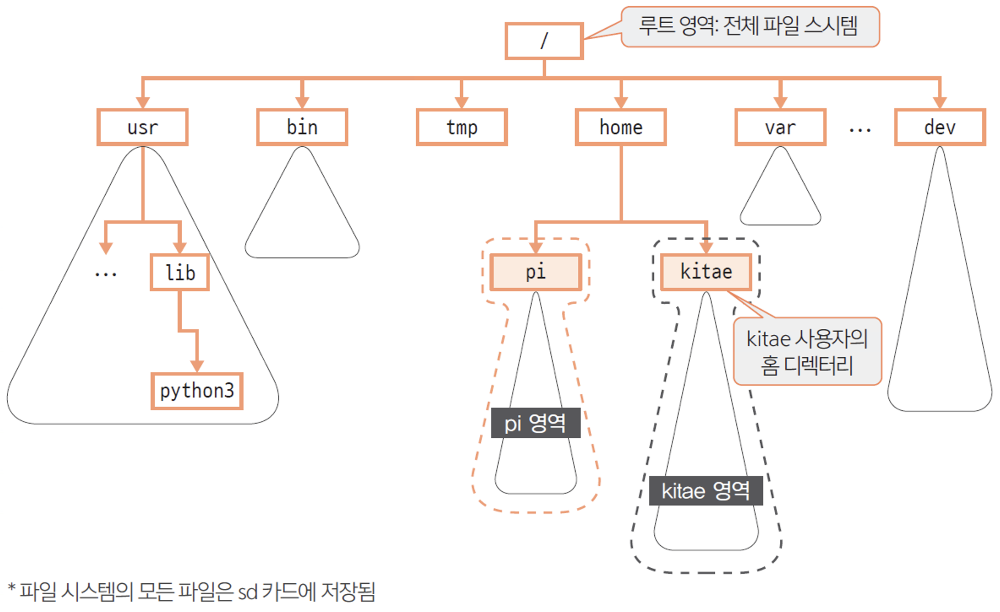 /
루트 영역: 전체 파일 스시템
usr
bin
tmp
home
var
...
dev
...
lib
pi
kitae
kitae 사용자의
홈 디렉터리
python3
pi 영역
kitae 영역
* 파일 시스템의 모든 파일은 sd 카드에 저장됨